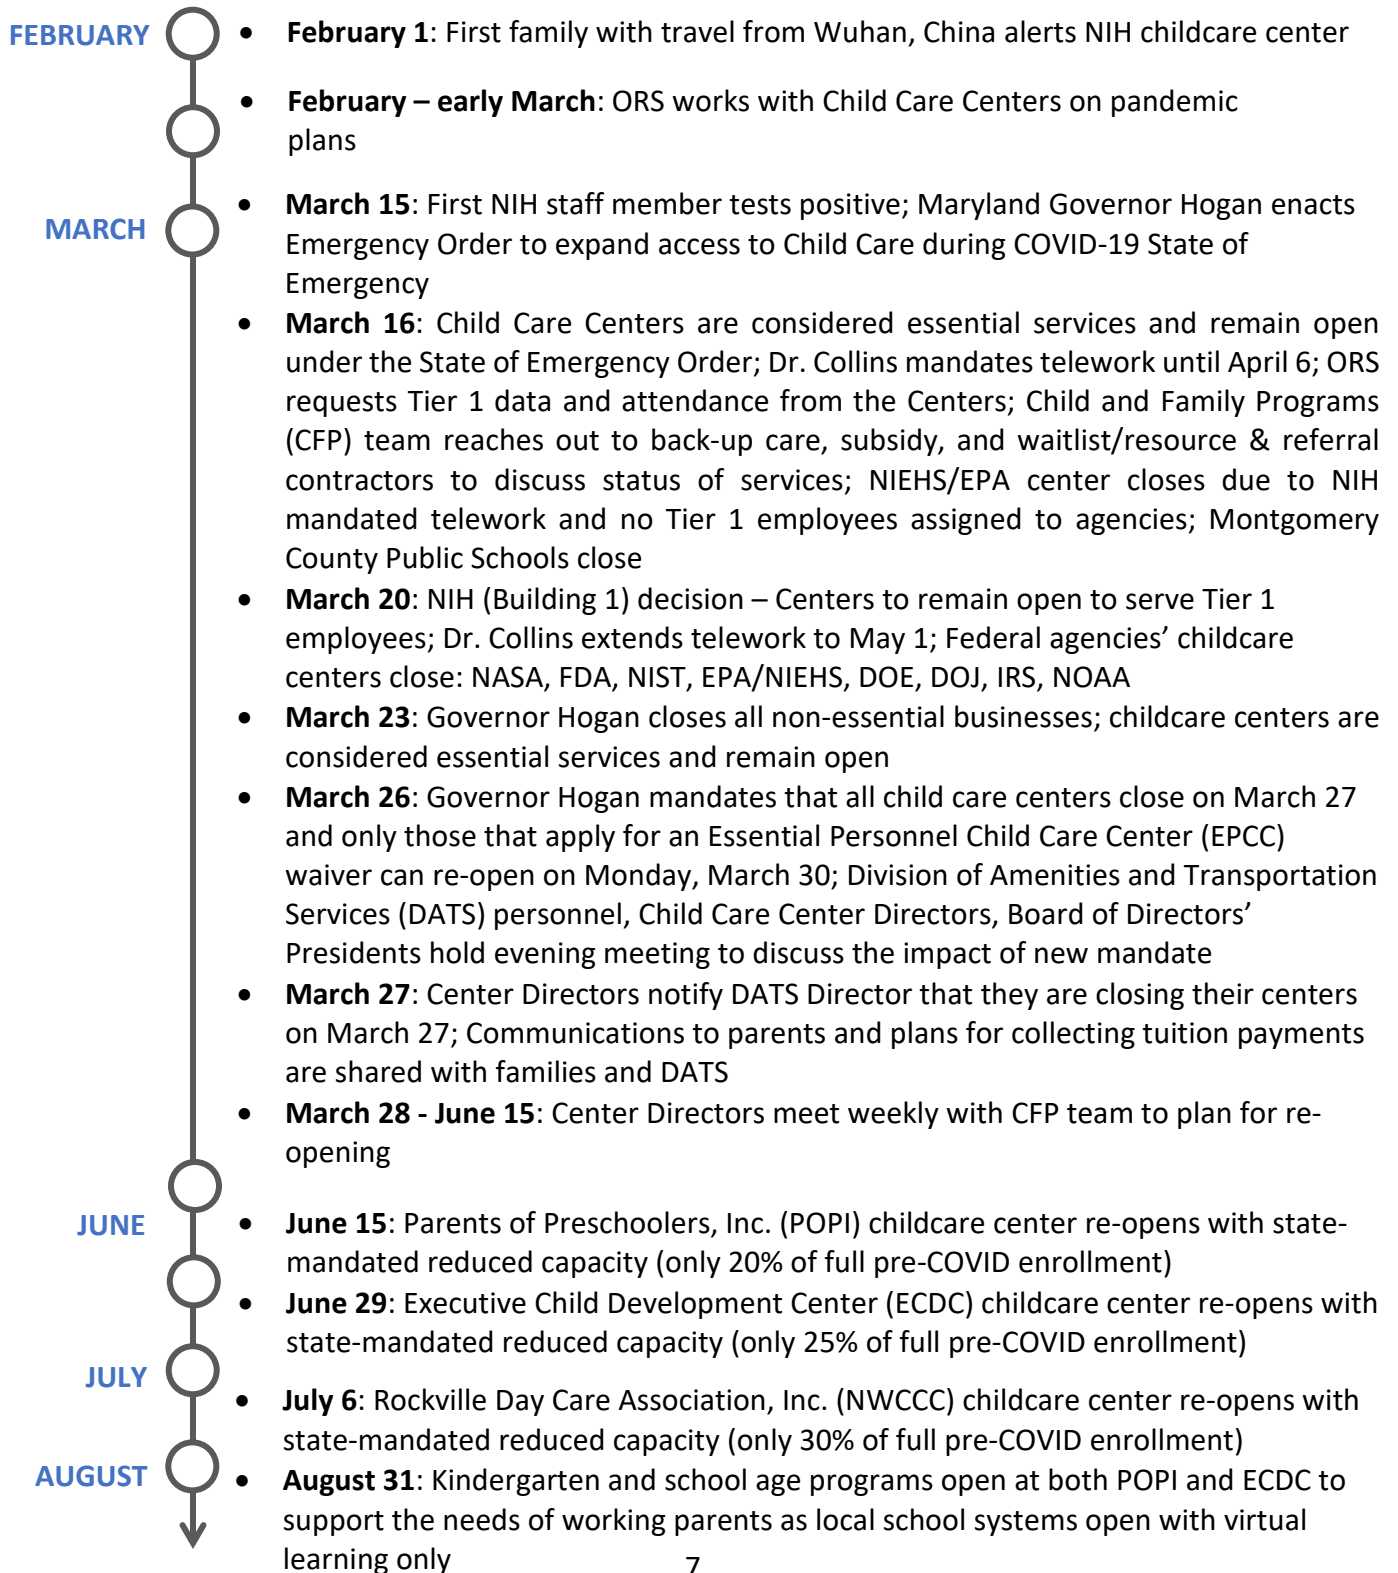 FEBRUARY
• February 1: First family with travel from Wuhan, China alerts NIH childcare center
• February – early March: ORS works with Child Care Centers on pandemic
plans
MARCH
• March 15: First NIH staff member tests positive; Maryland Governor Hogan enacts
Emergency Order to expand access to Child Care during COVID-19 State of
Emergency
• March 16: Child Care Centers are considered essential services and remain open
under the State of Emergency Order; Dr. Collins mandates telework until April 6; ORS
requests Tier 1 data and attendance from the Centers; Child and Family Programs
(CFP) team reaches out to back-up care, subsidy, and waitlist/resource & referral
contractors to discuss status of services; NIEHS/EPA center closes due to NIH
mandated telework and no Tier 1 employees assigned to agencies; Montgomery
County Public Schools close
• March 20: NIH (Building 1) decision – Centers to remain open to serve Tier 1
employees; Dr. Collins extends telework to May 1; Federal agencies’ childcare
centers close: NASA, FDA, NIST, EPA/NIEHS, DOE, DOJ, IRS, NOAA
• March 23: Governor Hogan closes all non-essential businesses; childcare centers are
considered essential services and remain open
• March 26: Governor Hogan mandates that all child care centers close on March 27
and only those that apply for an Essential Personnel Child Care Center (EPCC)
waiver can re-open on Monday, March 30; Division of Amenities and Transportation
Services (DATS) personnel, Child Care Center Directors, Board of Directors’
Presidents hold evening meeting to discuss the impact of new mandate
• March 27: Center Directors notify DATS Director that they are closing their centers
on March 27; Communications to parents and plans for collecting tuition payments
are shared with families and DATS
• March 28 - June 15: Center Directors meet weekly with CFP team to plan for re-
opening
JUNE
• June 15: Parents of Preschoolers, Inc. (POPI) childcare center re-opens with state-
mandated reduced capacity (only 20% of full pre-COVID enrollment)
• June 29: Executive Child Development Center (ECDC) childcare center re-opens with
state-mandated reduced capacity (only 25% of full pre-COVID enrollment)
JULY
• July 6: Rockville Day Care Association, Inc. (NWCCC) childcare center re-opens with
state-mandated reduced capacity (only 30% of full pre-COVID enrollment)
AUGUST
• August 31: Kindergarten and school age programs open at both POPI and ECDC to
support the needs of working parents as local school systems open with virtual
learning only
7